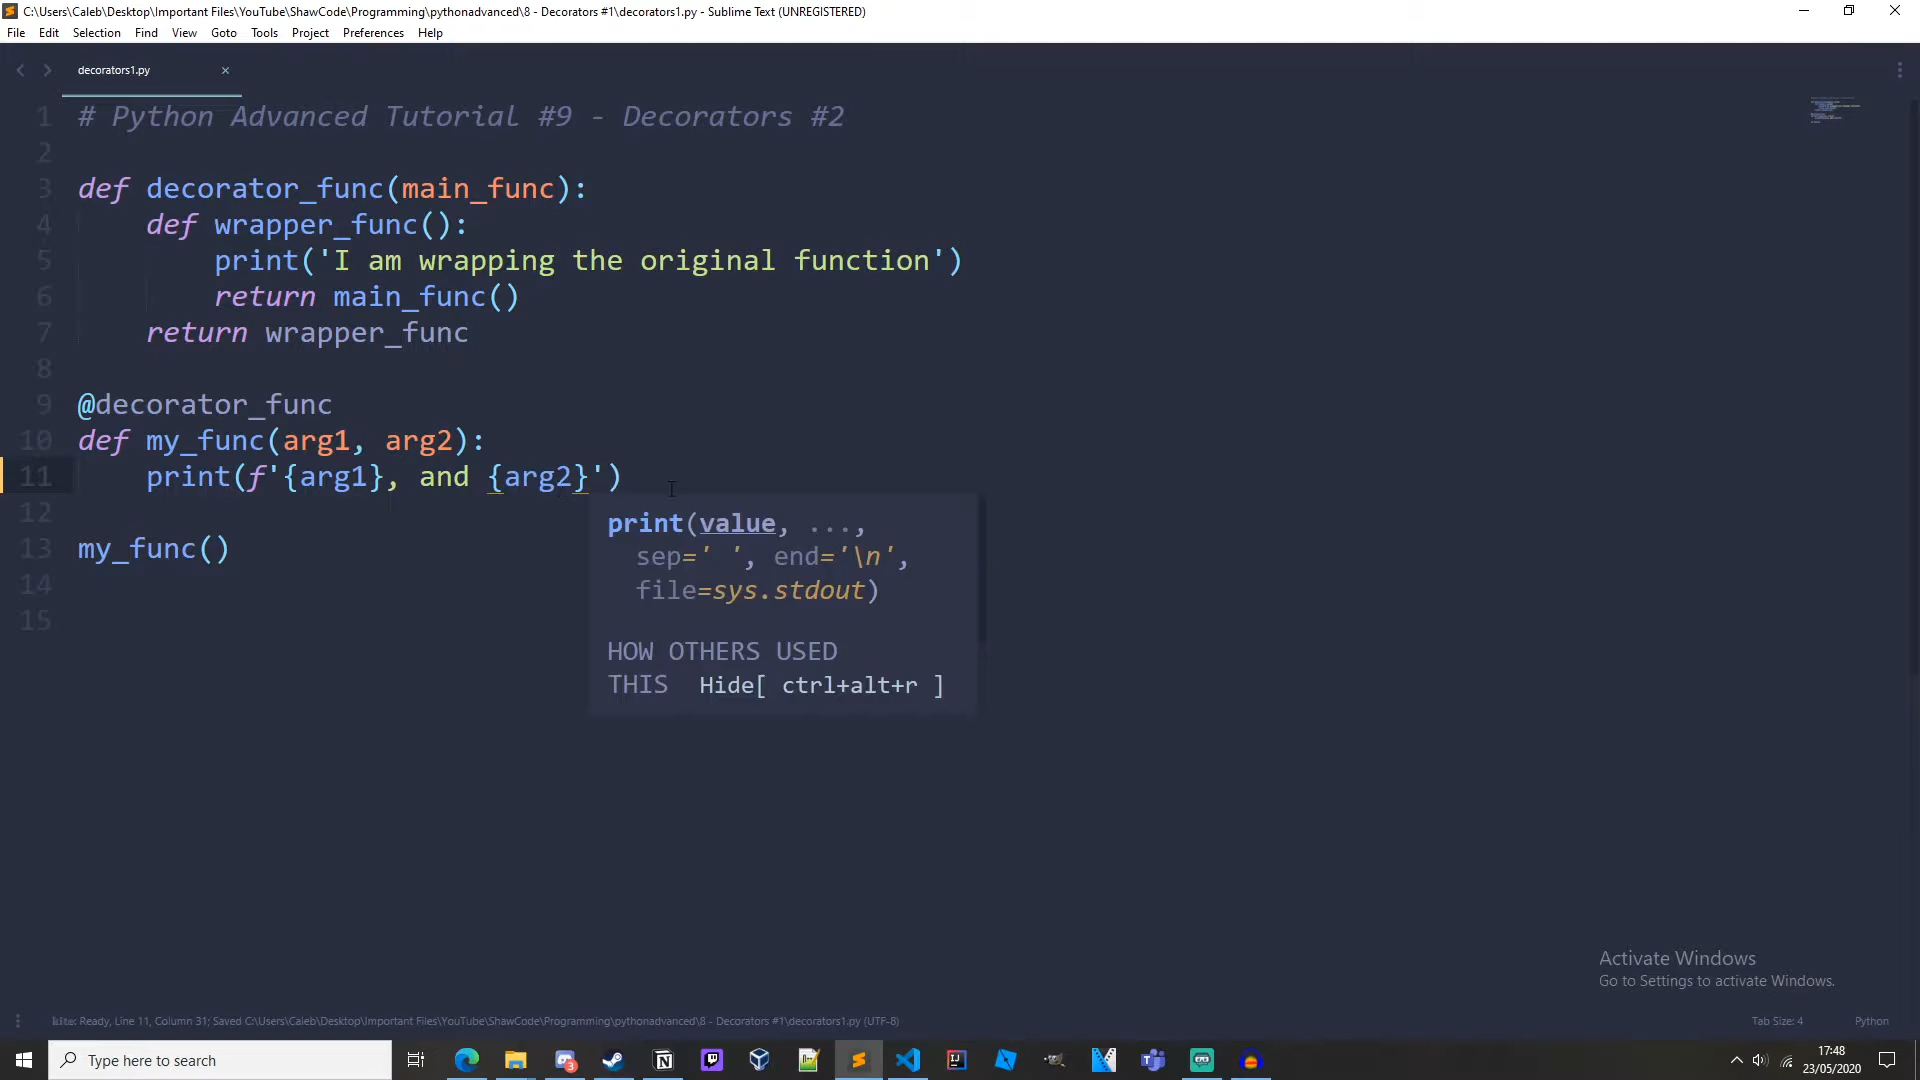 C:\Users\Caleb\Desktop\Important Files\YouTube\ShawCode\Programming\pythonadvanced\8 - Decorators #1\decorators1.py - Sublime Text (UNREGISTERED)
File Edit Selection Find View Goto Tools Project Preferences Help
decorators1.py
1 # Python Advanced Tutorial #9 - Decorators #2
2
3 def decorator_func(main_func):
4 def wrapper_func():
5 print('I am wrapping the original function')
6 return main_func()
7 return wrapper_func
8
9 @decorator_func
10 def my_func(arg1, arg2):
11 print(f'{arg1}, and {arg2}')
12
13 my_func()
14
15
print(value, ...,
sep=' ', end='\n',
file=sys.stdout)
HOW OTHERS USED
THIS Hide[ ctrl+alt+r ]
Activate Windows
Go to Settings to activate Windows.
Ready, Line 11, Column 31; Saved C:\Users\Caleb\Desktop\Important Files\YouTube\ShawCode\Programming\pythonadvanced\8 - Decorators #1\decorators1.py (UTF-8)
Tab Size: 4 Python
Type here to search
17:48
23/05/2020